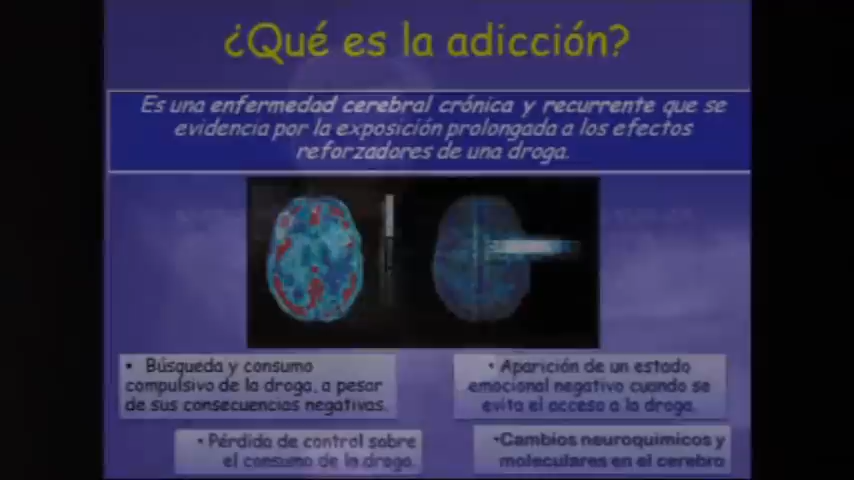 ¿Qué es la adicción?
Es una enfermedad cerebral crónica y recurrente que se
evidencia por la exposición prolongada a los efectos
reforzadores de una droga.
• Búsqueda y consumo
compulsivo de la droga, a pesar
de sus consecuencias negativas.
• Aparición de un estado
emocional negativo cuando se
evita el acceso a la droga.
• Pérdida de control sobre
el consumo de la droga.
•Cambios neuroquimicos y
moleculares en el cerebro